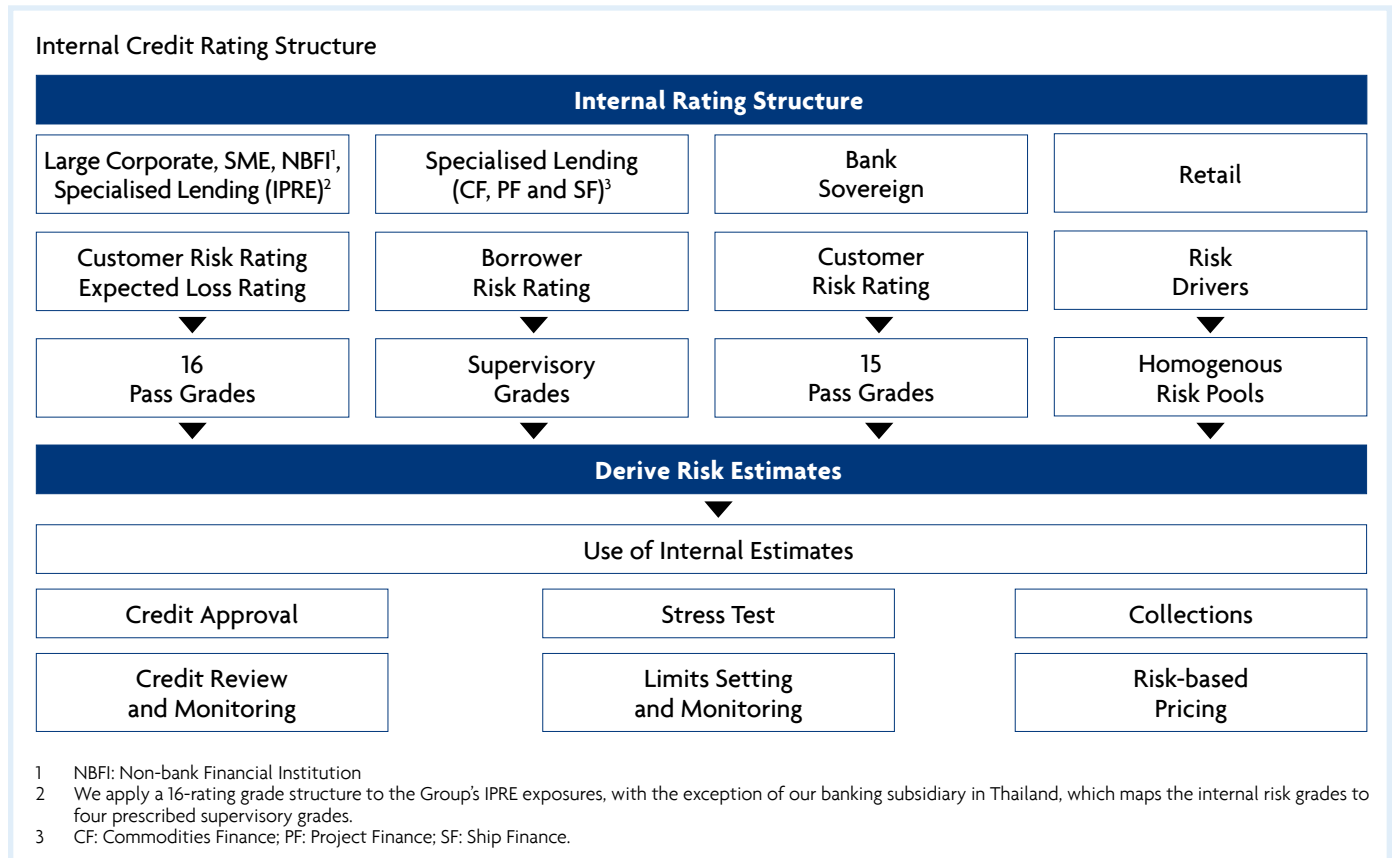 Internal Credit Rating Structure
Internal Rating Structure
Large Corporate, SME, NBFI¹,
Specialised Lending (IPRE)²
Specialised Lending
(CF, PF and SF)³
Bank
Sovereign
Retail
Customer Risk Rating
Expected Loss Rating
Borrower
Risk Rating
Customer
Risk Rating
Risk
Drivers
16
Pass Grades
Supervisory
Grades
15
Pass Grades
Homogenous
Risk Pools
Derive Risk Estimates
Use of Internal Estimates
Credit Approval
Stress Test
Collections
Credit Review
and Monitoring
Limits Setting
and Monitoring
Risk-based
Pricing
1 NBFI: Non-bank Financial Institution
2 We apply a 16-rating grade structure to the Group's IPRE exposures, with the exception of our banking subsidiary in Thailand, which maps the internal risk grades to
four prescribed supervisory grades.
3 CF: Commodities Finance; PF: Project Finance; SF: Ship Finance.